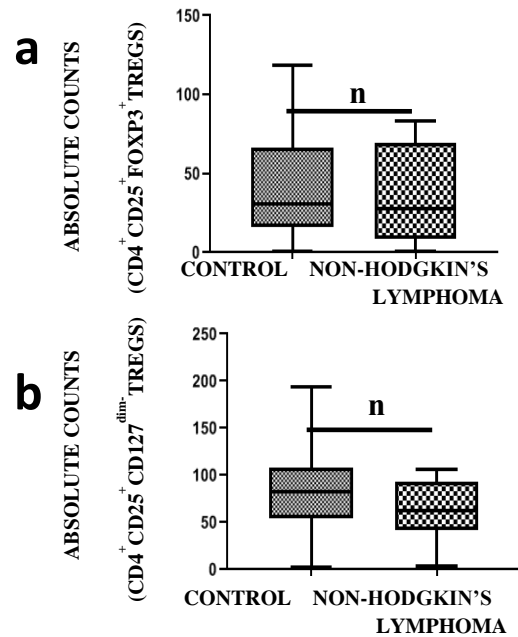 a
ABSOLUTE COUNTS
(CD4+ CD25+ FOXP3+ TREGS)
150
100
50
0
n
CONTROL NON-HODGKIN'S
LYMPHOMA
b
ABSOLUTE COUNTS
(CD4+ CD25+ CD127dim- TREGS)
250
200
150
100
50
0
n
CONTROL NON-HODGKIN'S
LYMPHOMA